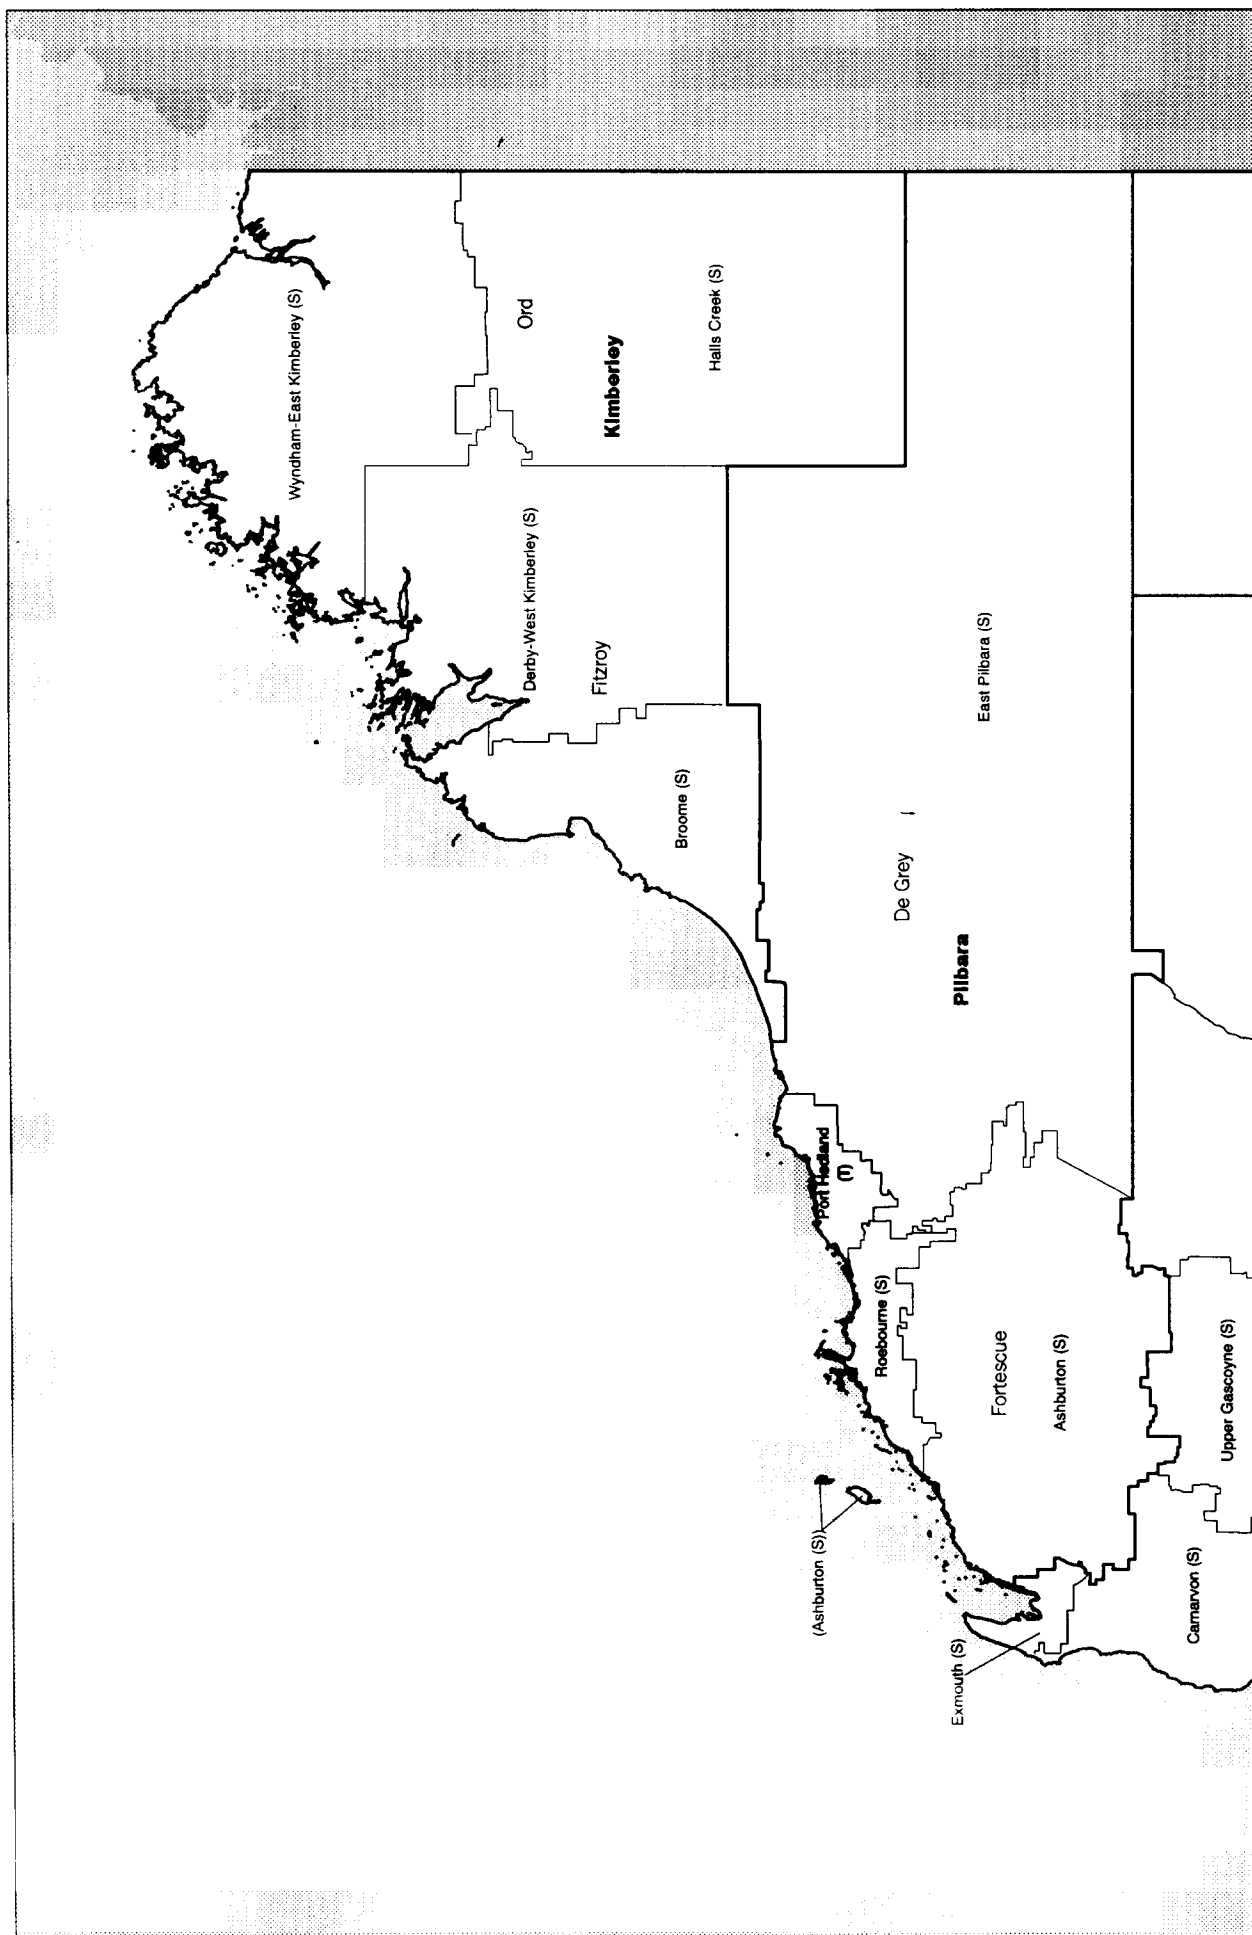 Wyndham-East Kimberley (S)
Ord
Kimberley
Halls Creek (S)
Derby-West Kimberley (S)
Fitzroy
Broome (S)
East Pilbara (S)
De Grey
Pilbara
Port Hedland
(T)
Roebourne (S)
Fortescue
Ashburton (S)
Upper Gascoyne (S)
(Ashburton (S))
Exmouth (S)
Carnarvon (S)